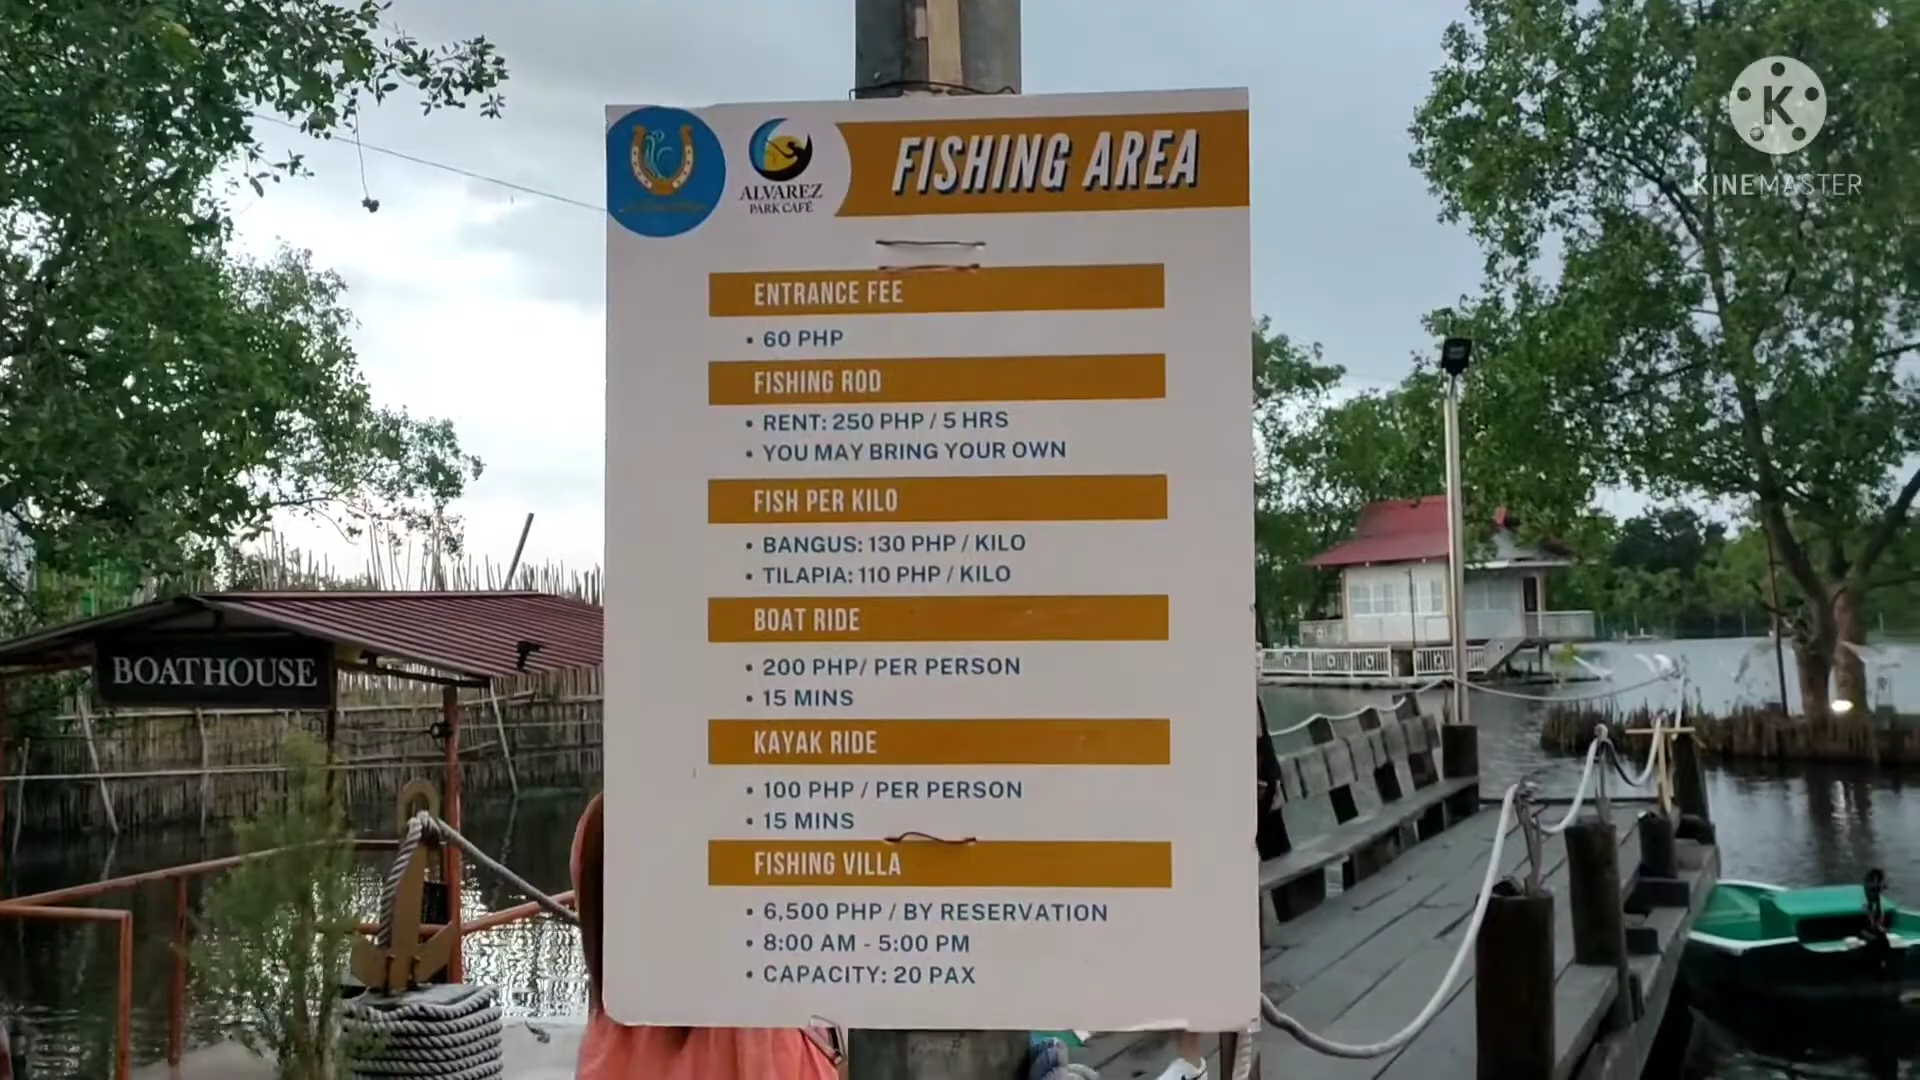 KINEMASTER
ALVAREZ
PARK CAFÉ
FISHING AREA
ENTRANCE FEE
• 60 PHP
FISHING ROD
• RENT: 250 PHP / 5 HRS
• YOU MAY BRING YOUR OWN
FISH PER KILO
• BANGUS: 130 PHP / KILO
• TILAPIA: 110 PHP / KILO
BOAT RIDE
• 200 PHP/ PER PERSON
• 15 MINS
KAYAK RIDE
• 100 PHP / PER PERSON
• 15 MINS
FISHING VILLA
• 6,500 PHP / BY RESERVATION
• 8:00 AM - 5:00 PM
• CAPACITY: 20 PAX
BOATHOUSE
K